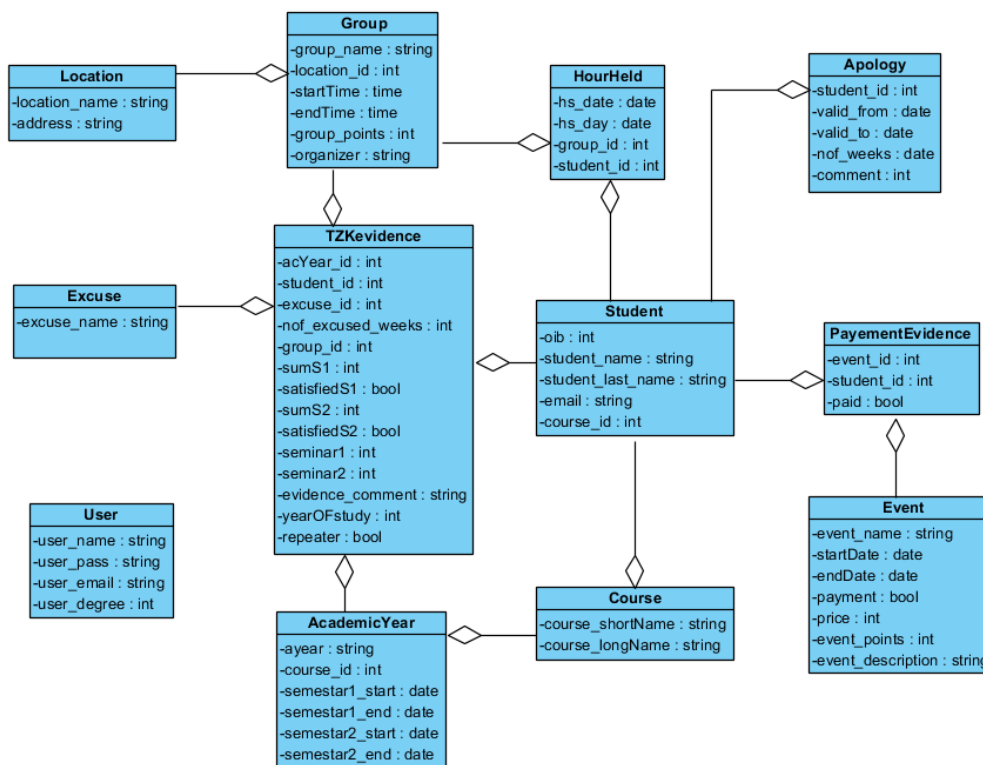 Group
-group_name : string
-location_id : int
-startTime : time
-endTime : time
-group_points : int
-organizer : string
Location
-location_name : string
-address : string
HourHeld
-hs_date : date
-hs_day : date
-group_id : int
-student_id : int
Apology
-student_id : int
-valid_from : date
-valid_to : date
-nof_weeks : date
-comment : int
TZKevidence
-acYear_id : int
-student_id : int
-excuse_id : int
-nof_excused_weeks : int
-group_id : int
-sumS1 : int
-satisfiedS1 : bool
-sumS2 : int
-satisfiedS2 : bool
-seminar1 : int
-seminar2 : int
-evidence_comment : string
-yearOFstudy : int
-repeater : bool
Excuse
-excuse_name : string
Student
-oib : int
-student_name : string
-student_last_name : string
-email : string
-course_id : int
PayementEvidence
-event_id : int
-student_id : int
-paid : bool
User
-user_name : string
-user_pass : string
-user_email : string
-user_degree : int
Event
-event_name : string
-startDate : date
-endDate : date
-payment : bool
-price : int
-event_points : int
-event_description : string
AcademicYear
-ayear : string
-course_id : int
-semestar1_start : date
-semestar1_end : date
-semestar2_start : date
-semestar2_end : date
Course
-course_shortName : string
-course_longName : string